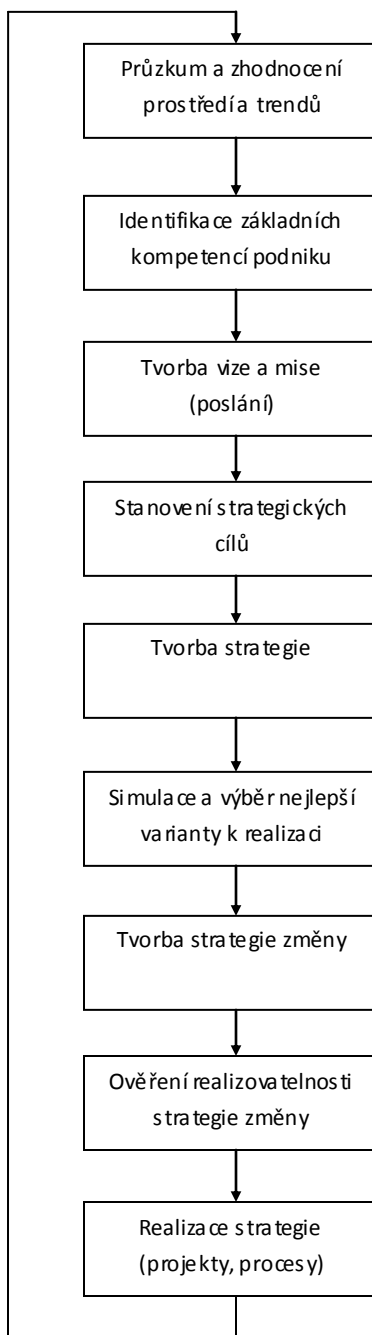 Průzkum a zhodnocení
prostředí a trendů
Identifikace základních
kompetencí podniku
Tvorba vize a mise
(poslání)
Stanovení strategických
cílů
Tvorba strategie
Simulace a výběr nejlepší
varianty k realizaci
Tvorba strategie změny
Ověření realizovatelnosti
strategie změny
Realizace strategie
(projekty, procesy)